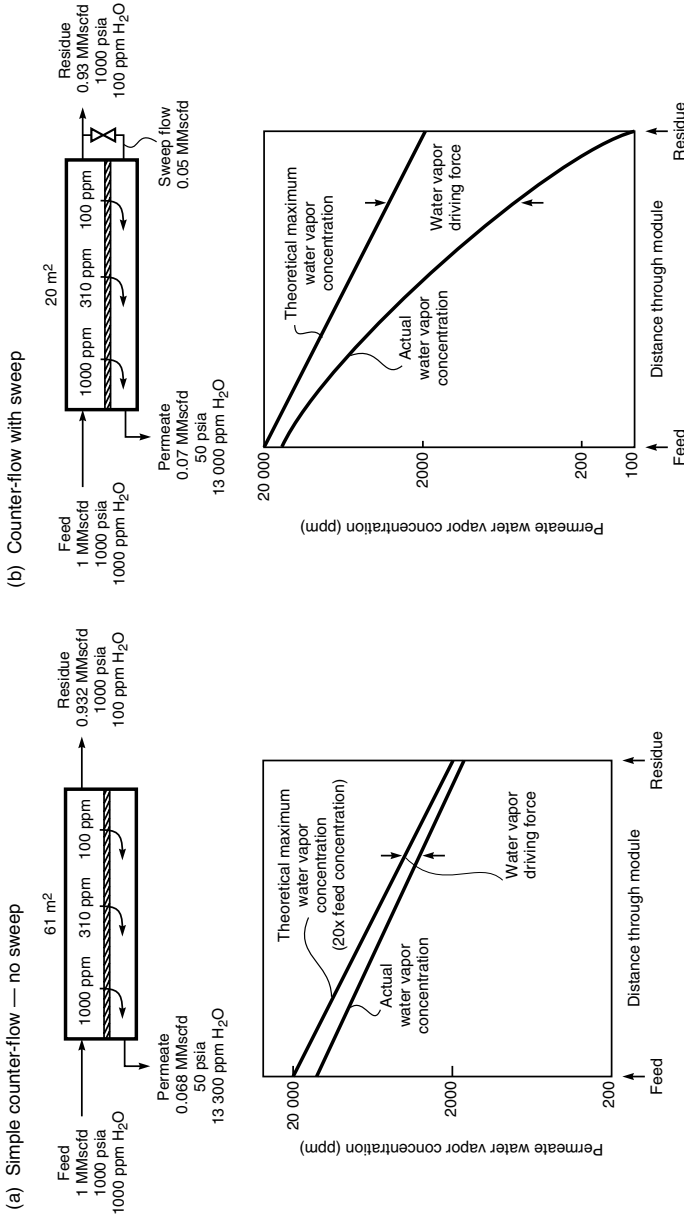 (a) Simple counter-flow — no sweep
61 m²
Feed
1 MMscfd
1000 psia
1000 ppm H₂O
1000 ppm
310 ppm
100 ppm
Residue
0.932 MMscfd
1000 psia
100 ppm H₂O
Permeate
0.068 MMscfd
50 psia
13 300 ppm H₂O
Permeate water vapor concentration (ppm)
20 000
2000
200
Theoretical maximum
water vapor
concentration
(20x feed concentration)
Actual
water vapor
concentration
Water vapor
driving force
Feed
Distance through module
Residue
(b) Counter-flow with sweep
20 m²
Feed
1 MMscfd
1000 psia
1000 ppm H₂O
1000 ppm
310 ppm
100 ppm
Residue
0.93 MMscfd
1000 psia
100 ppm H₂O
Sweep flow
0.05 MMscfd
Permeate
0.07 MMscfd
50 psia
13 000 ppm H₂O
Permeate water vapor concentration (ppm)
20 000
2000
200
100
Theoretical maximum
water vapor
concentration
Actual
water vapor
concentration
Water vapor
driving force
Feed
Distance through module
Residue